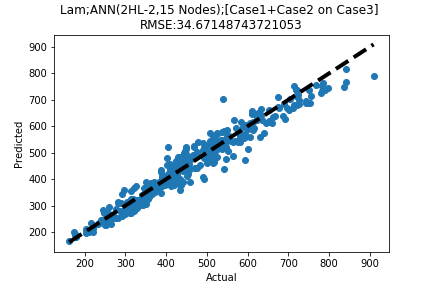 Lam;ANN(2HL-2,15 Nodes);[Case1+Case2 on Case3]
RMSE:34.67148743721053
900
800
700
600
500
400
300
200
Predicted
200 300 400 500 600 700 800 900
Actual